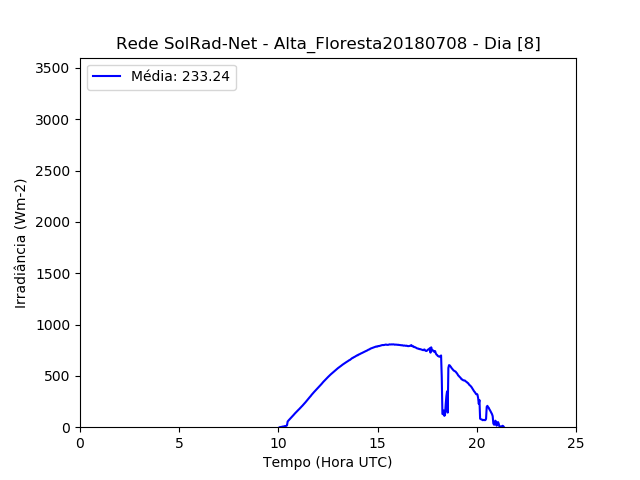 Rede SolRad-Net - Alta_Floresta20180708 - Dia [8]
Média: 233.24
Irradiância (Wm-2)
3500
3000
2500
2000
1500
1000
500
0
0 5 10 15 20 25
Tempo (Hora UTC)